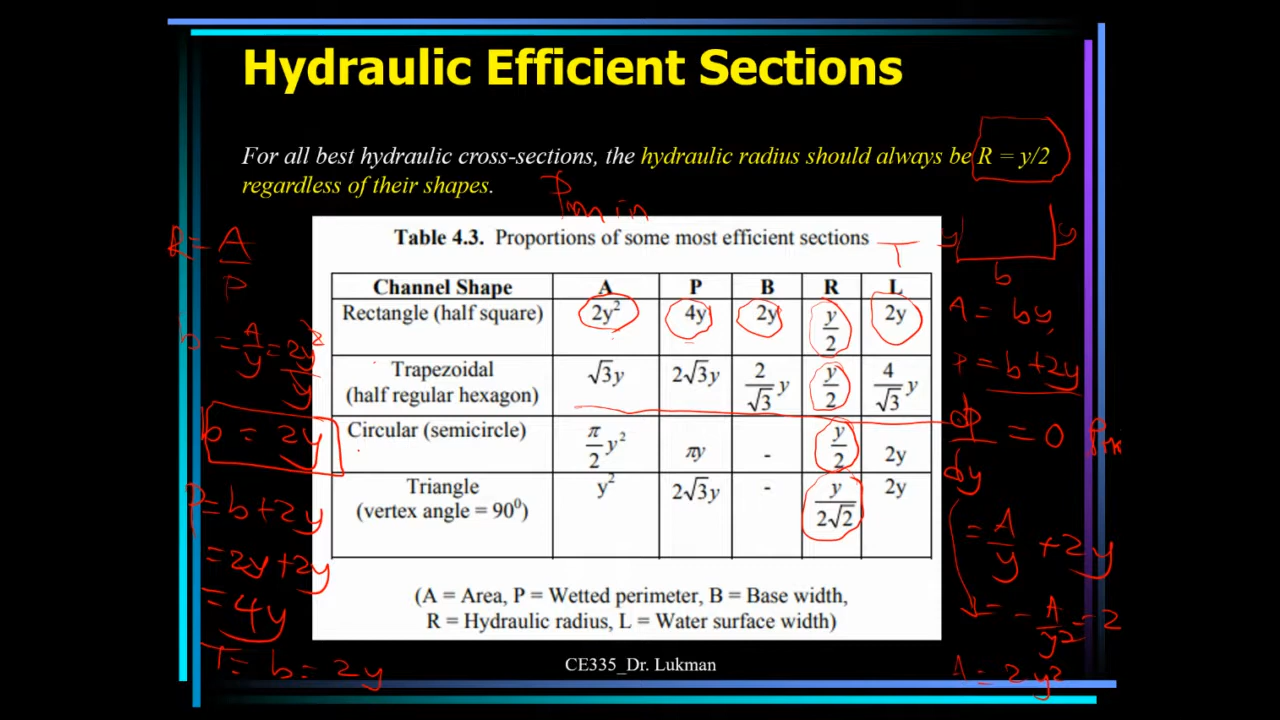 Hydraulic Efficient Sections
For all best hydraulic cross-sections, the hydraulic radius should always be R = y/2
regardless of their shapes.
Pmin
Table 4.3. Proportions of some most efficient sections
T
Channel Shape A P B R L
Rectangle (half square) 2y² 4y 2y y/2 2y
Trapezoidal
(half regular hexagon) √3y 2√3y 2/√3 y y/2 4/√3 y
Circular (semicircle) π/2 y² πy - y/2 2y
Triangle
(vertex angle = 90⁰) y² 2√3y - y/2√2 2y
(A = Area, P = Wetted perimeter, B = Base width,
R = Hydraulic radius, L = Water surface width)
CE335_Dr. Lukman
R = A/P
b = A/y = 2y²/y
b = 2y
P = b + 2y
= 2y + 2y
= 4y
T = b = 2y
y y
b
A = by
P = b + 2y
dP/dy = 0
= A/y + 2y
A = 2y²